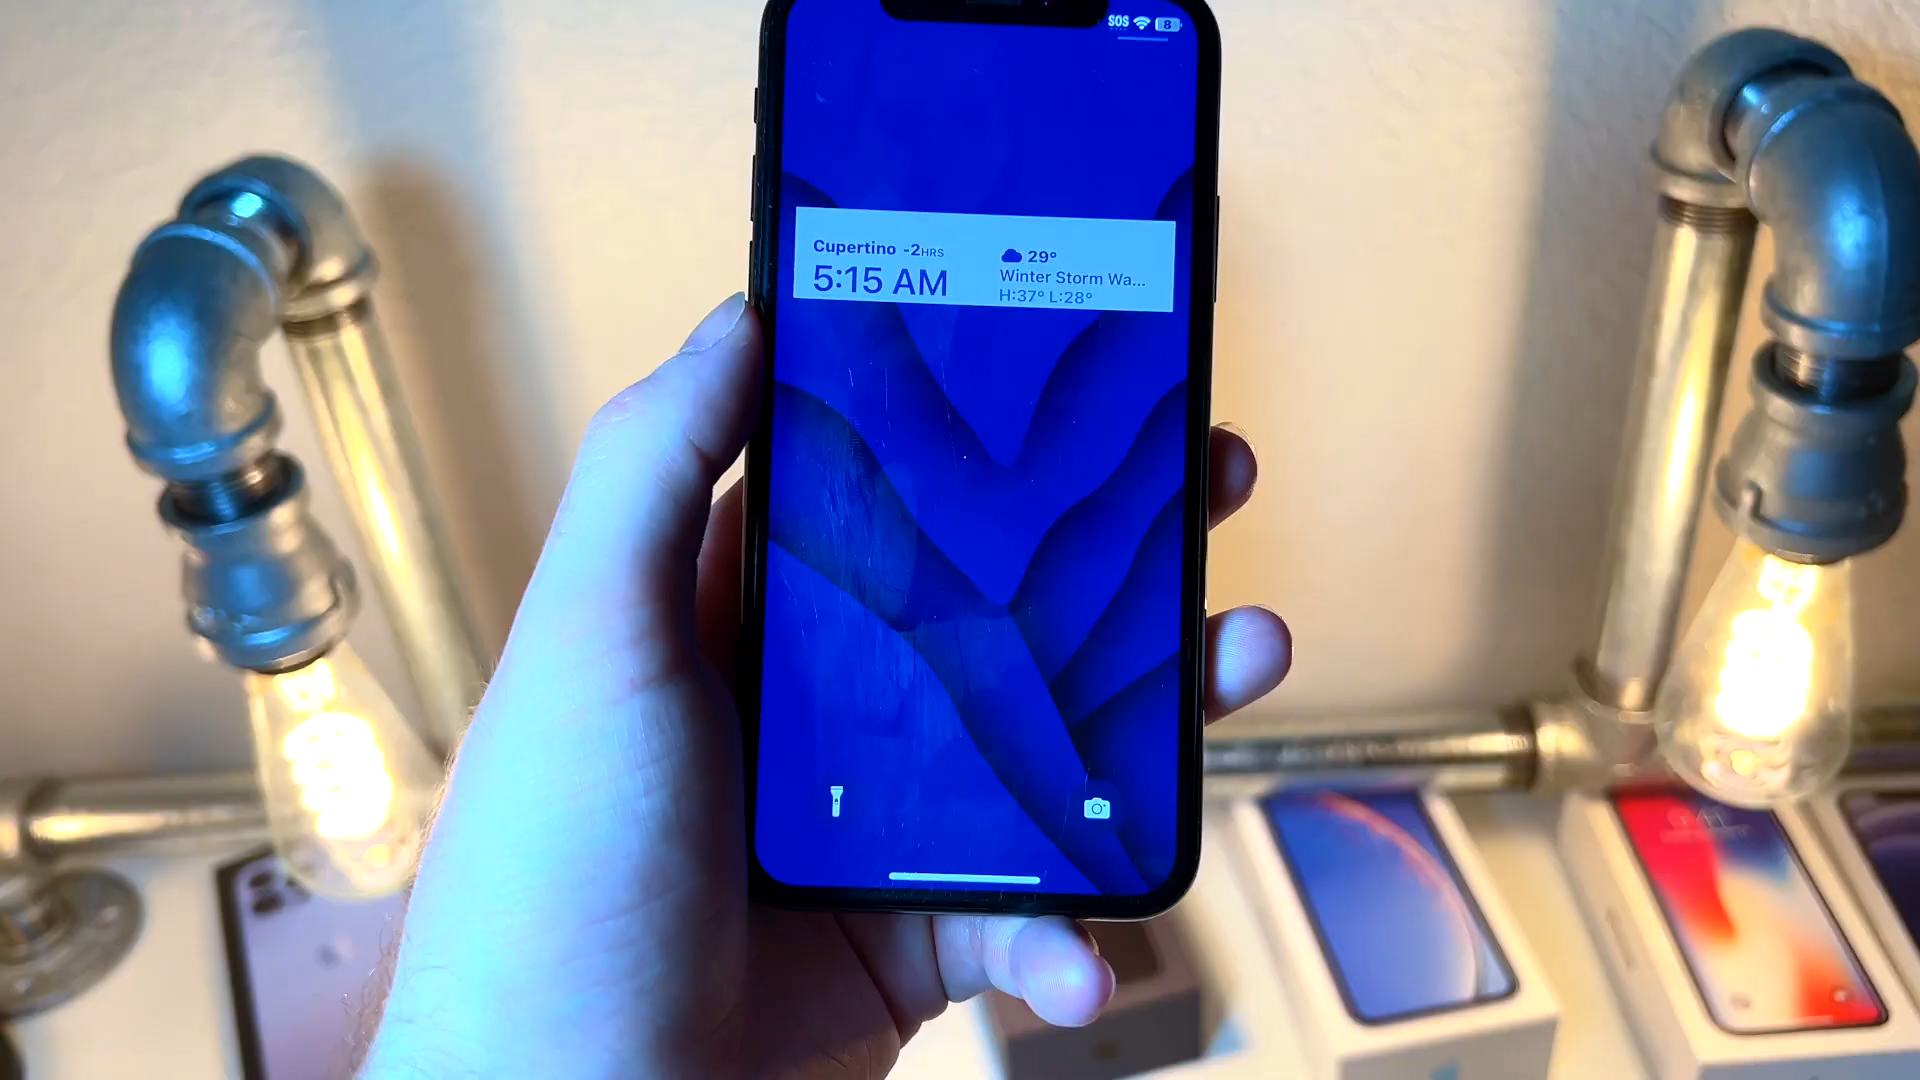 SOS 8
Cupertino -2HRS
5:15 AM
29°
Winter Storm Wa...
H:37° L:28°